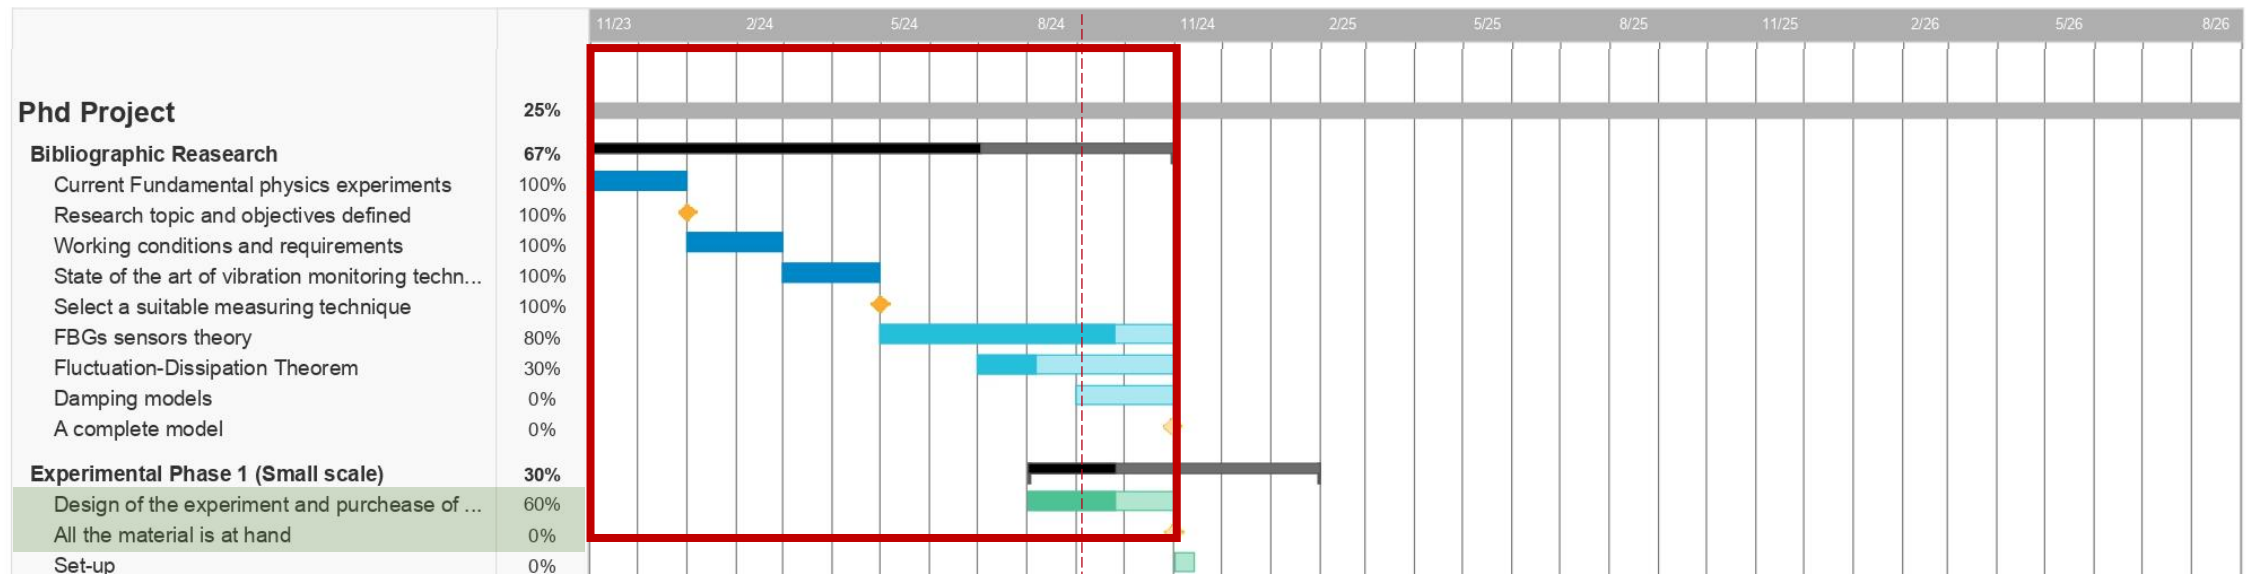 11/23 2/24 5/24 8/24 11/24 2/25 5/25 8/25 11/25 2/26 5/26 8/26
Phd Project 25%
Bibliographic Reasearch 67%
Current Fundamental physics experiments 100%
Research topic and objectives defined 100%
Working conditions and requirements 100%
State of the art of vibration monitoring techn... 100%
Select a suitable measuring technique 100%
FBGs sensors theory 80%
Fluctuation-Dissipation Theorem 30%
Damping models 0%
A complete model 0%
Experimental Phase 1 (Small scale) 30%
Design of the experiment and purchease of ... 60%
All the material is at hand 0%
Set-up 0%